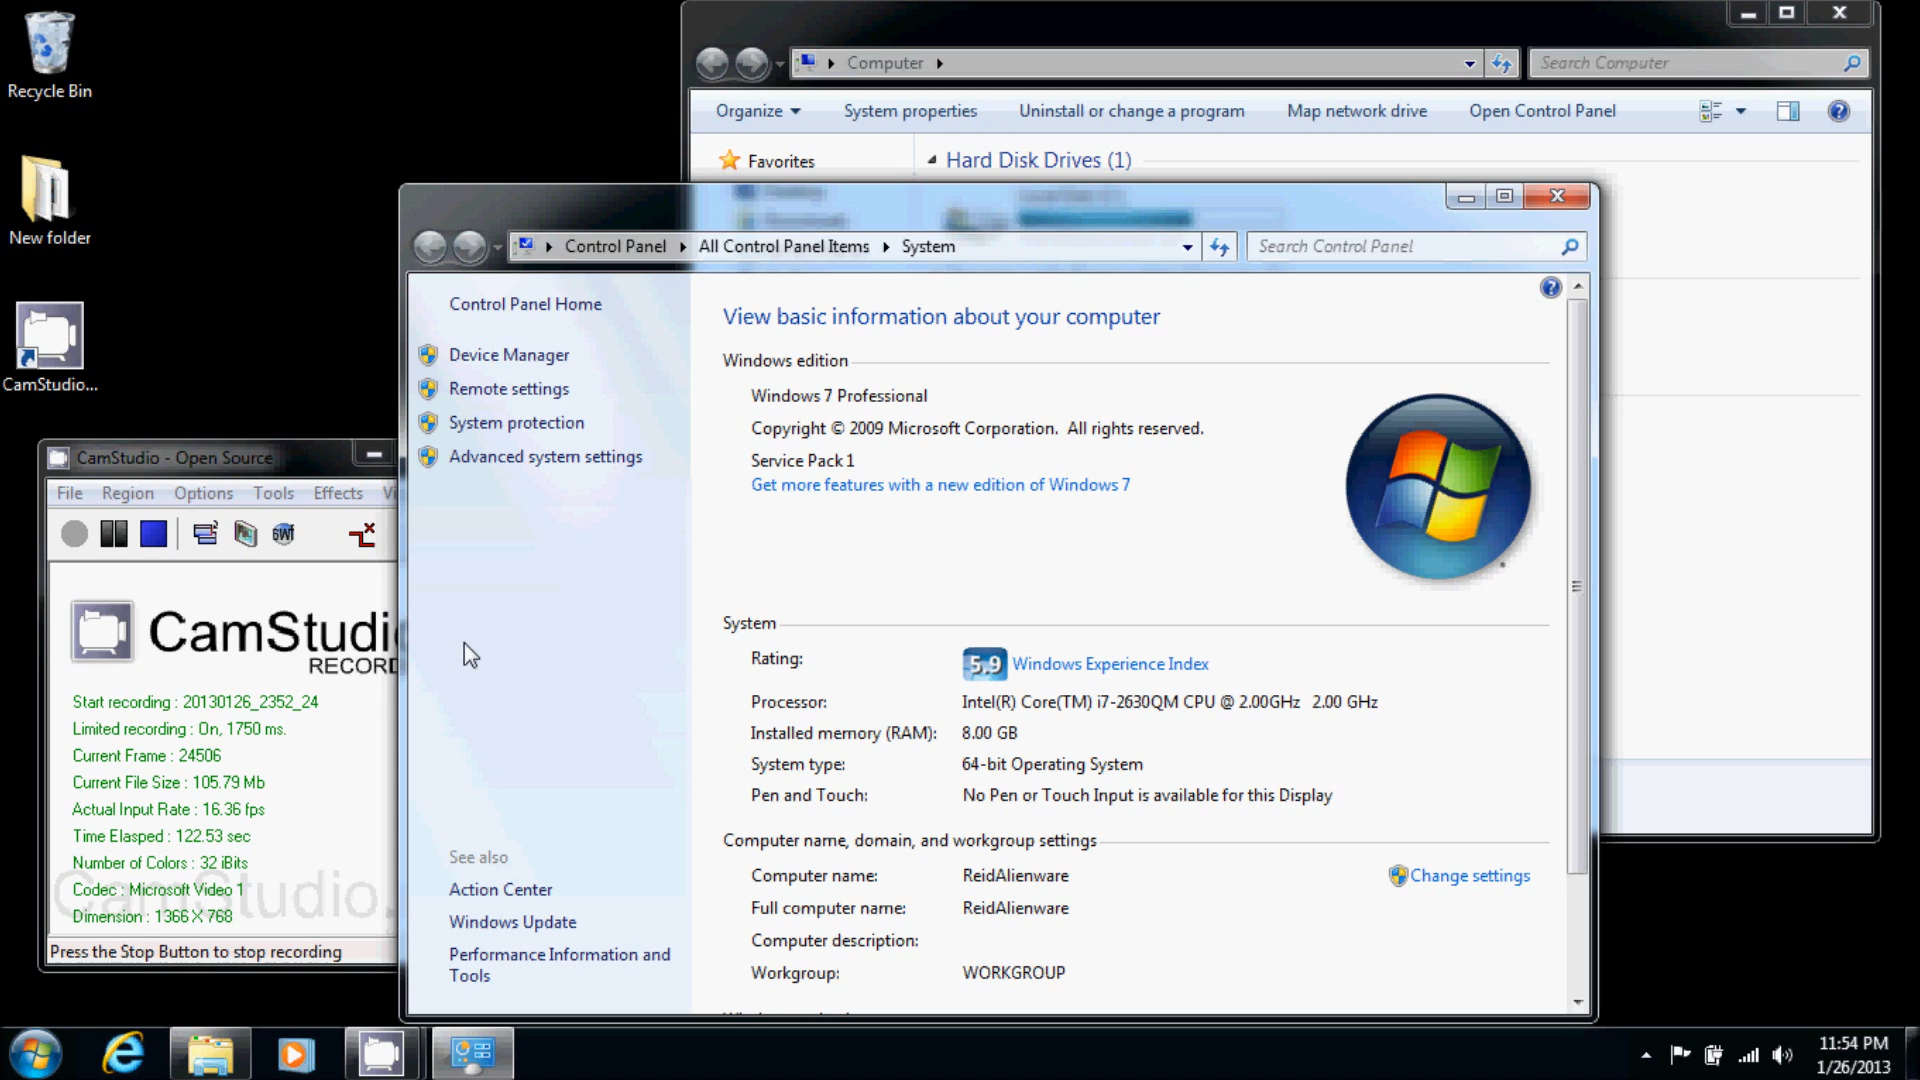 Recycle Bin
New folder
CamStudio...
Computer
Search Computer
Organize
System properties
Uninstall or change a program
Map network drive
Open Control Panel
Favorites
Hard Disk Drives (1)
Control Panel
All Control Panel Items
System
Search Control Panel
Control Panel Home
Device Manager
Remote settings
System protection
Advanced system settings
See also
Action Center
Windows Update
Performance Information and
Tools
View basic information about your computer
Windows edition
Windows 7 Professional
Copyright © 2009 Microsoft Corporation. All rights reserved.
Service Pack 1
Get more features with a new edition of Windows 7
System
Rating:
5.9 Windows Experience Index
Processor:
Intel(R) Core(TM) i7-2630QM CPU @ 2.00GHz 2.00 GHz
Installed memory (RAM):
8.00 GB
System type:
64-bit Operating System
Pen and Touch:
No Pen or Touch Input is available for this Display
Computer name, domain, and workgroup settings
Computer name:
ReidAlienware
Change settings
Full computer name:
ReidAlienware
Computer description:
Workgroup:
WORKGROUP
CamStudio - Open Source
File Region Options Tools Effects Vi
SWF
CamStudio
RECORD
Start recording : 20130126_2352_24
Limited recording : On, 1750 ms.
Current Frame : 24506
Current File Size : 105.79 Mb
Actual Input Rate : 16.36 fps
Time Elasped : 122.53 sec
Number of Colors : 32 iBits
Codec : Microsoft Video 1
Dimension : 1366 X 768
CamStudio.
Press the Stop Button to stop recording
11:54 PM
1/26/2013